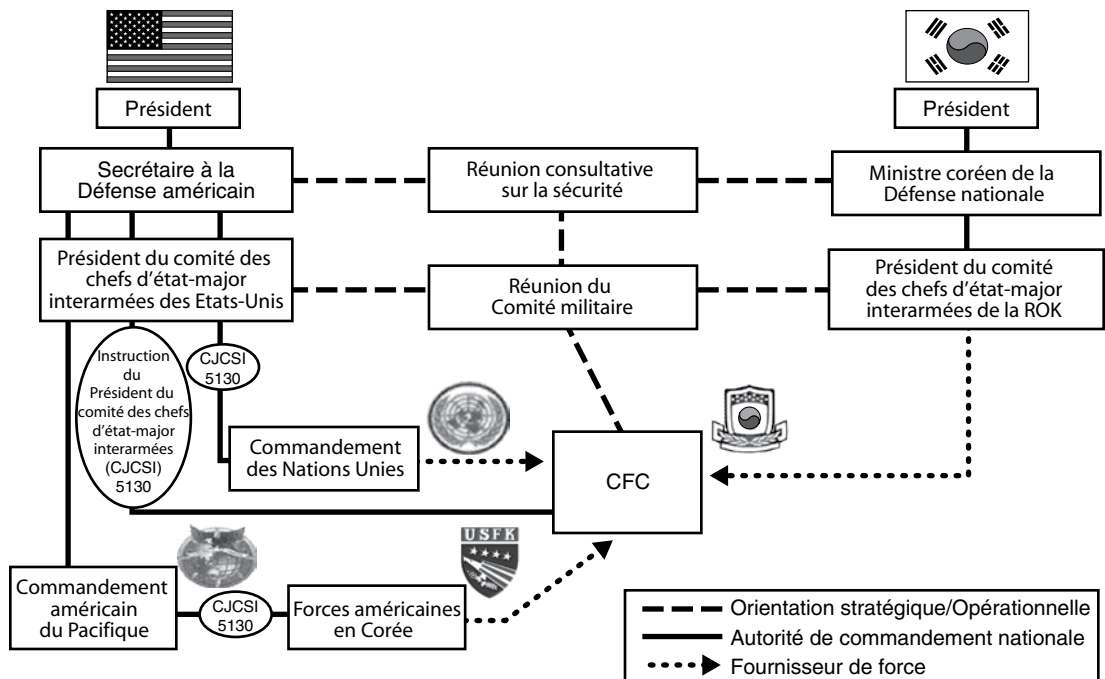 Président
Président
Secrétaire à la
Défense américain
Réunion consultative
sur la sécurité
Ministre coréen de la
Défense nationale
Président du comité des
chefs d'état-major
interarmées des Etats-Unis
Réunion du
Comité militaire
Président du comité
des chefs d'état-major
interarmées de la ROK
Instruction
du
Président du
comité des chefs
d'état-major
interarmées
(CJCSI)
5130
CJCSI
5130
Commandement
des Nations Unies
CFC
USFK
Commandement
américain
du Pacifique
CJCSI
5130
Forces américaines
en Corée
Orientation stratégique/Opérationnelle
Autorité de commandement nationale
Fournisseur de force